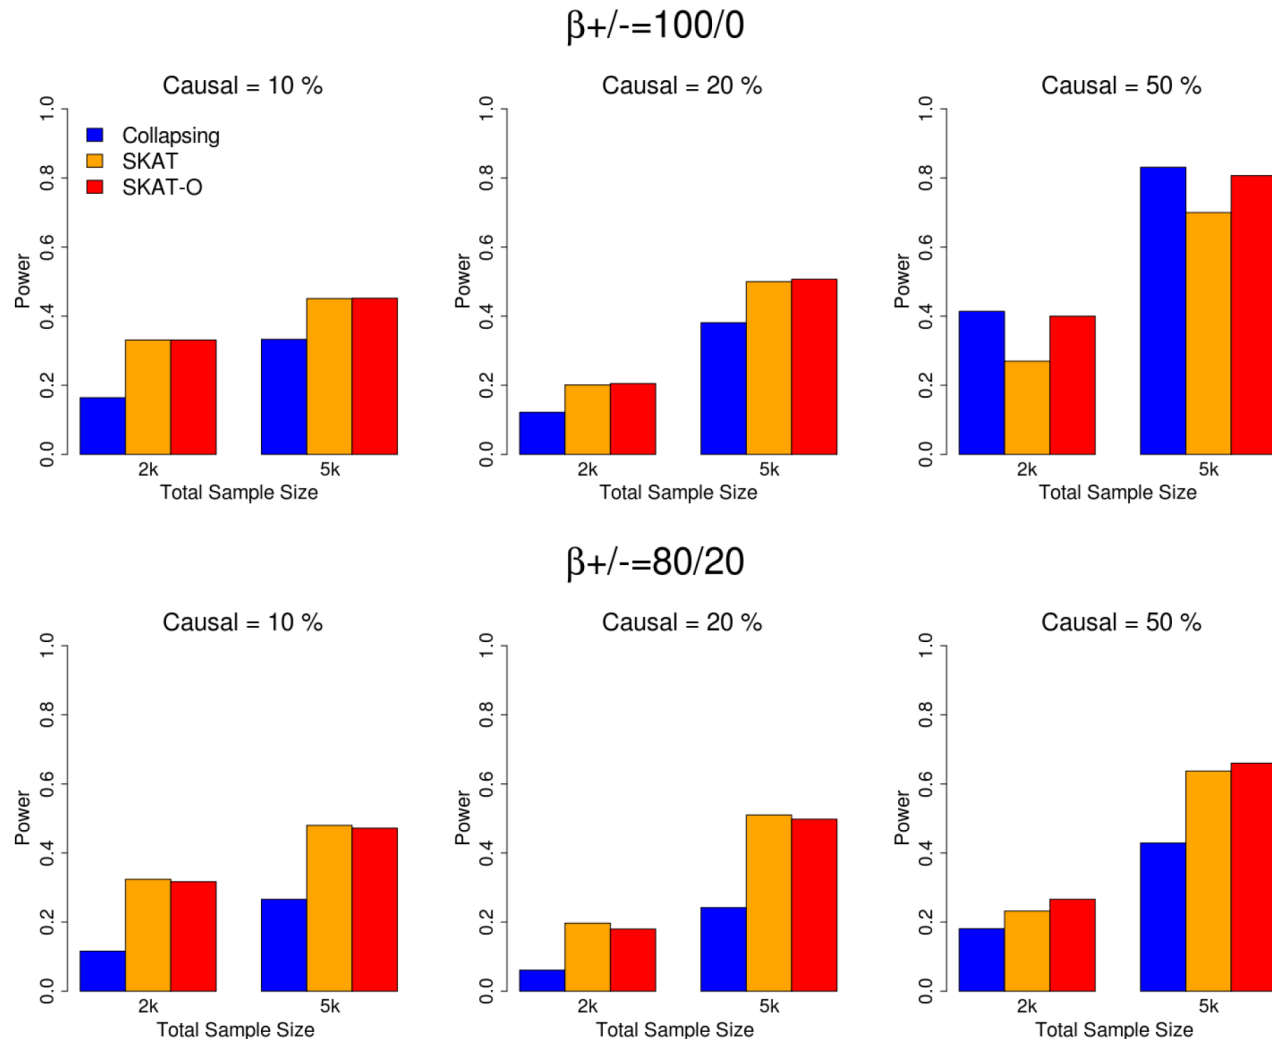 β+/-=100/0
Causal = 10 %
Causal = 20 %
Causal = 50 %
Collapsing
SKAT
SKAT-O
Power
0.0 0.2 0.4 0.6 0.8 1.0
2k 5k
Total Sample Size
Power
0.0 0.2 0.4 0.6 0.8 1.0
2k 5k
Total Sample Size
Power
0.0 0.2 0.4 0.6 0.8 1.0
2k 5k
Total Sample Size
β+/-=80/20
Causal = 10 %
Causal = 20 %
Causal = 50 %
Power
0.0 0.2 0.4 0.6 0.8 1.0
2k 5k
Total Sample Size
Power
0.0 0.2 0.4 0.6 0.8 1.0
2k 5k
Total Sample Size
Power
0.0 0.2 0.4 0.6 0.8 1.0
2k 5k
Total Sample Size